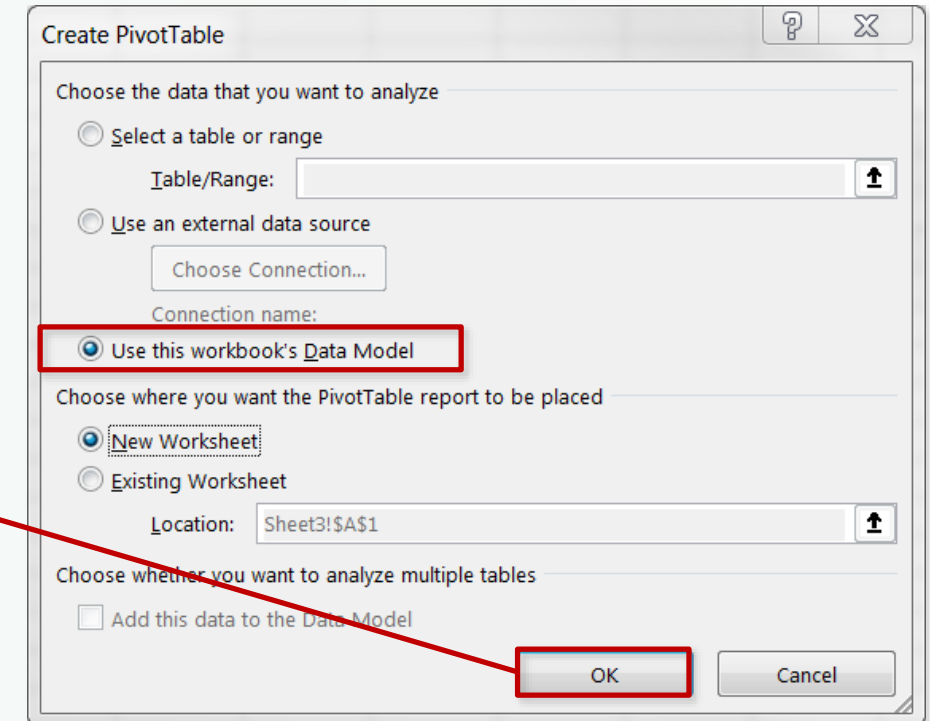 Create PivotTable
Choose the data that you want to analyze
Select a table or range
Table/Range:
Use an external data source
Choose Connection...
Connection name:
Use this workbook's Data Model
Choose where you want the PivotTable report to be placed
New Worksheet
Existing Worksheet
Location: Sheet3!$A$1
Choose whether you want to analyze multiple tables
Add this data to the Data Model
OK Cancel